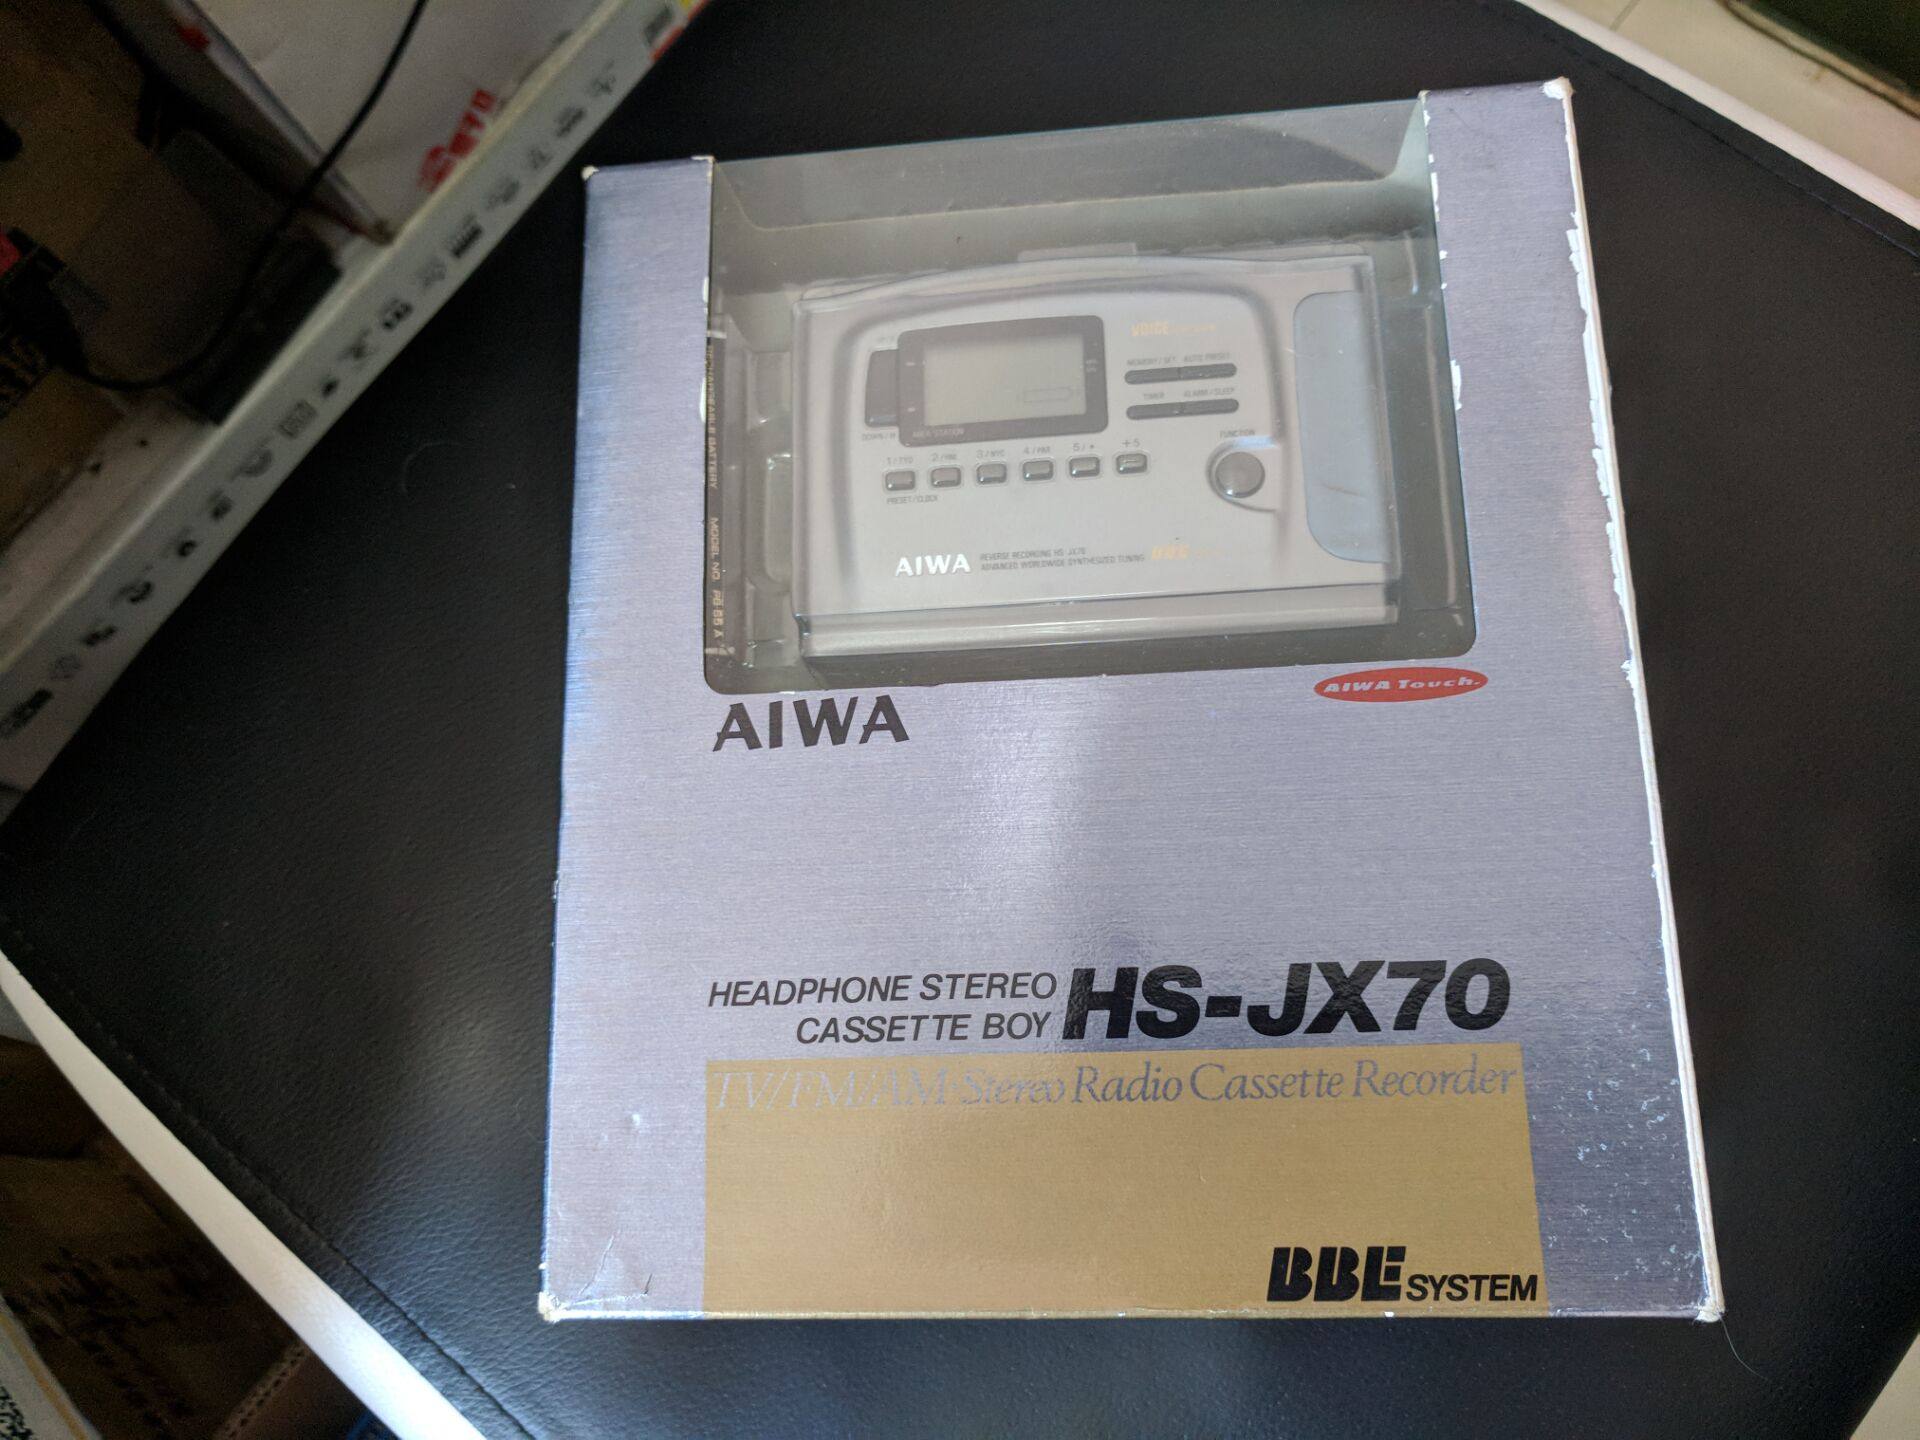 VOICE
MEMORY/SET AUTO PRESET
TIMER ALARM/SLEEP
DOWN/
AREA STATION
FUNCTION
1/TYO 2/ 3/NYC 4/PAR 5/• +5
PRESET/CLOCK
AIWA
REVERSE RECORDING HS-JX70
ADVANCED WORLDWIDE SYNTHESIZED TUNING
BBE
RECHARGEABLE BATTERY MODEL NO.
AIWA Touch.
AIWA
HEADPHONE STEREO
CASSETTE BOY
HS-JX70
TV/FM/AM Stereo Radio Cassette Recorder
BBE SYSTEM